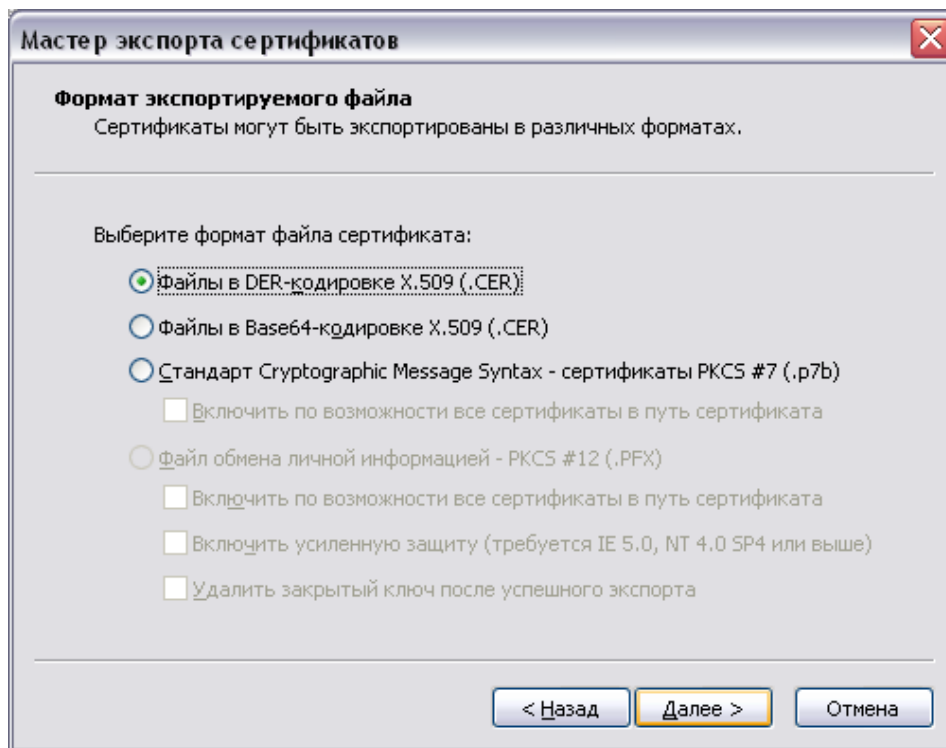 Мастер экспорта сертификатов
Формат экспортируемого файла
Сертификаты могут быть экспортированы в различных форматах.
Выберите формат файла сертификата:
Файлы в DER-кодировке X.509 (.CER)
Файлы в Base64-кодировке X.509 (.CER)
Стандарт Cryptographic Message Syntax - сертификаты PKCS #7 (.p7b)
Включить по возможности все сертификаты в путь сертификата
Файл обмена личной информацией - PKCS #12 (.PFX)
Включить по возможности все сертификаты в путь сертификата
Включить усиленную защиту (требуется IE 5.0, NT 4.0 SP4 или выше)
Удалить закрытый ключ после успешного экспорта
< Назад Далее > Отмена